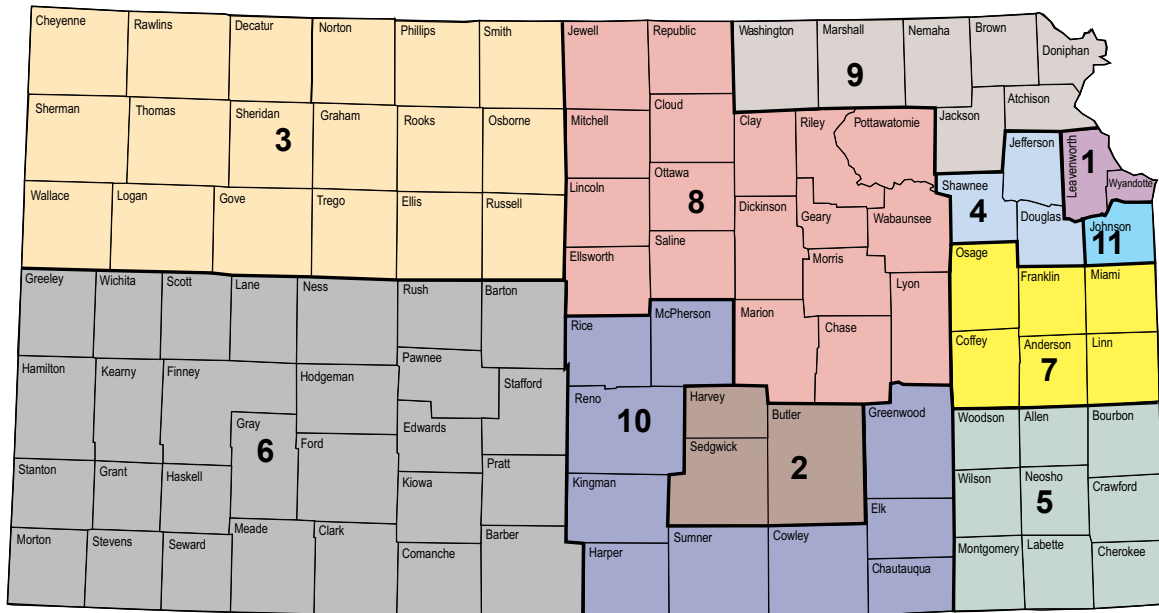 Cheyenne
Rawlins
Decatur
Norton
Phillips
Smith
Jewell
Republic
Washington
Marshall
Nemaha
Brown
Doniphan
9
Sherman
Thomas
Sheridan
Graham
Rooks
Osborne
3
Mitchell
Cloud
Clay
Riley
Pottawatomie
Jackson
Atchison
Jefferson
Leavenworth
1
Wyandotte
Wallace
Logan
Gove
Trego
Ellis
Russell
Lincoln
Ottawa
8
Dickinson
Geary
Wabaunsee
Shawnee
4
Douglas
Johnson
11
Ellsworth
Saline
Morris
Lyon
Osage
Franklin
Miami
Greeley
Wichita
Scott
Lane
Ness
Rush
Barton
Rice
McPherson
Marion
Chase
Coffey
Anderson
Linn
7
Hamilton
Kearny
Finney
Hodgeman
Pawnee
Stafford
Reno
10
Harvey
Butler
Greenwood
Woodson
Allen
Bourbon
Gray
6
Ford
Edwards
Sedgwick
2
Stanton
Grant
Haskell
Kiowa
Pratt
Kingman
Elk
Wilson
Neosho
5
Crawford
Morton
Stevens
Seward
Meade
Clark
Comanche
Barber
Harper
Sumner
Cowley
Chautauqua
Montgomery
Labette
Cherokee